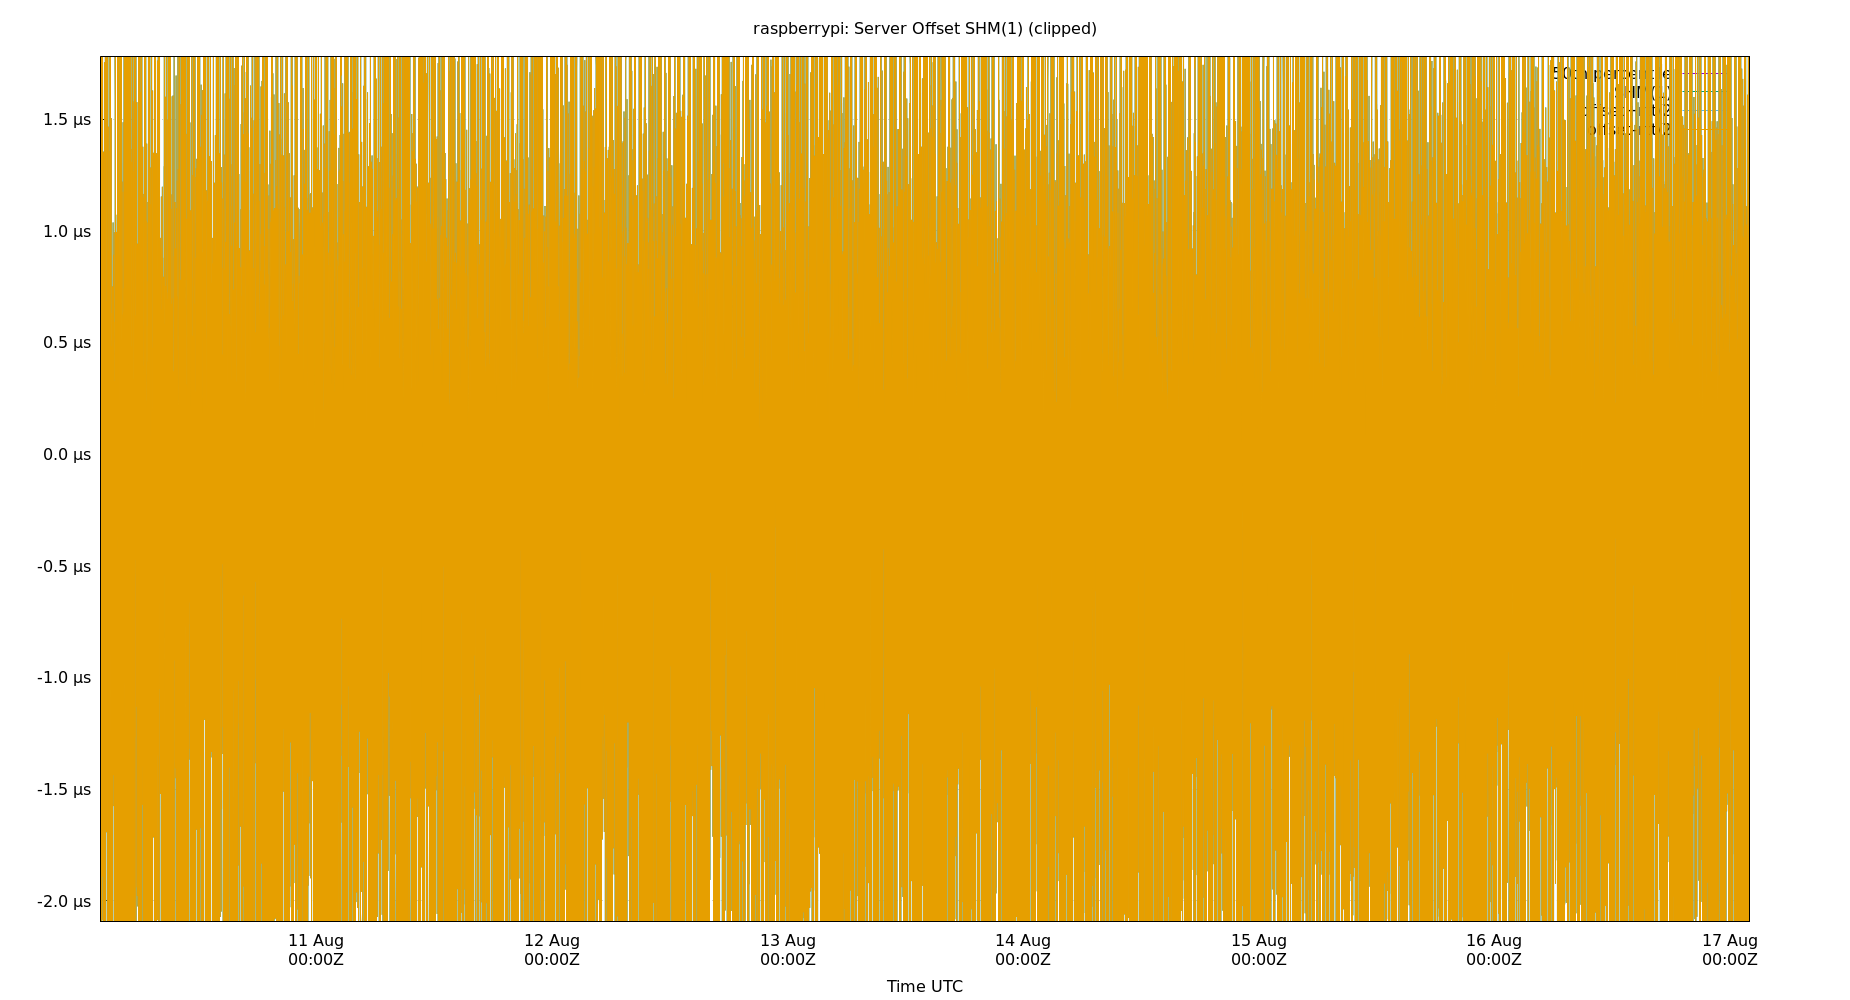 raspberrypi: Server Offset SHM(1) (clipped)
1.5 µs
1.0 µs
0.5 µs
0.0 µs
-0.5 µs
-1.0 µs
-1.5 µs
-2.0 µs
11 Aug 12 Aug 13 Aug 14 Aug 15 Aug 16 Aug 17 Aug
00:00Z 00:00Z 00:00Z 00:00Z 00:00Z 00:00Z 00:00Z
Time UTC